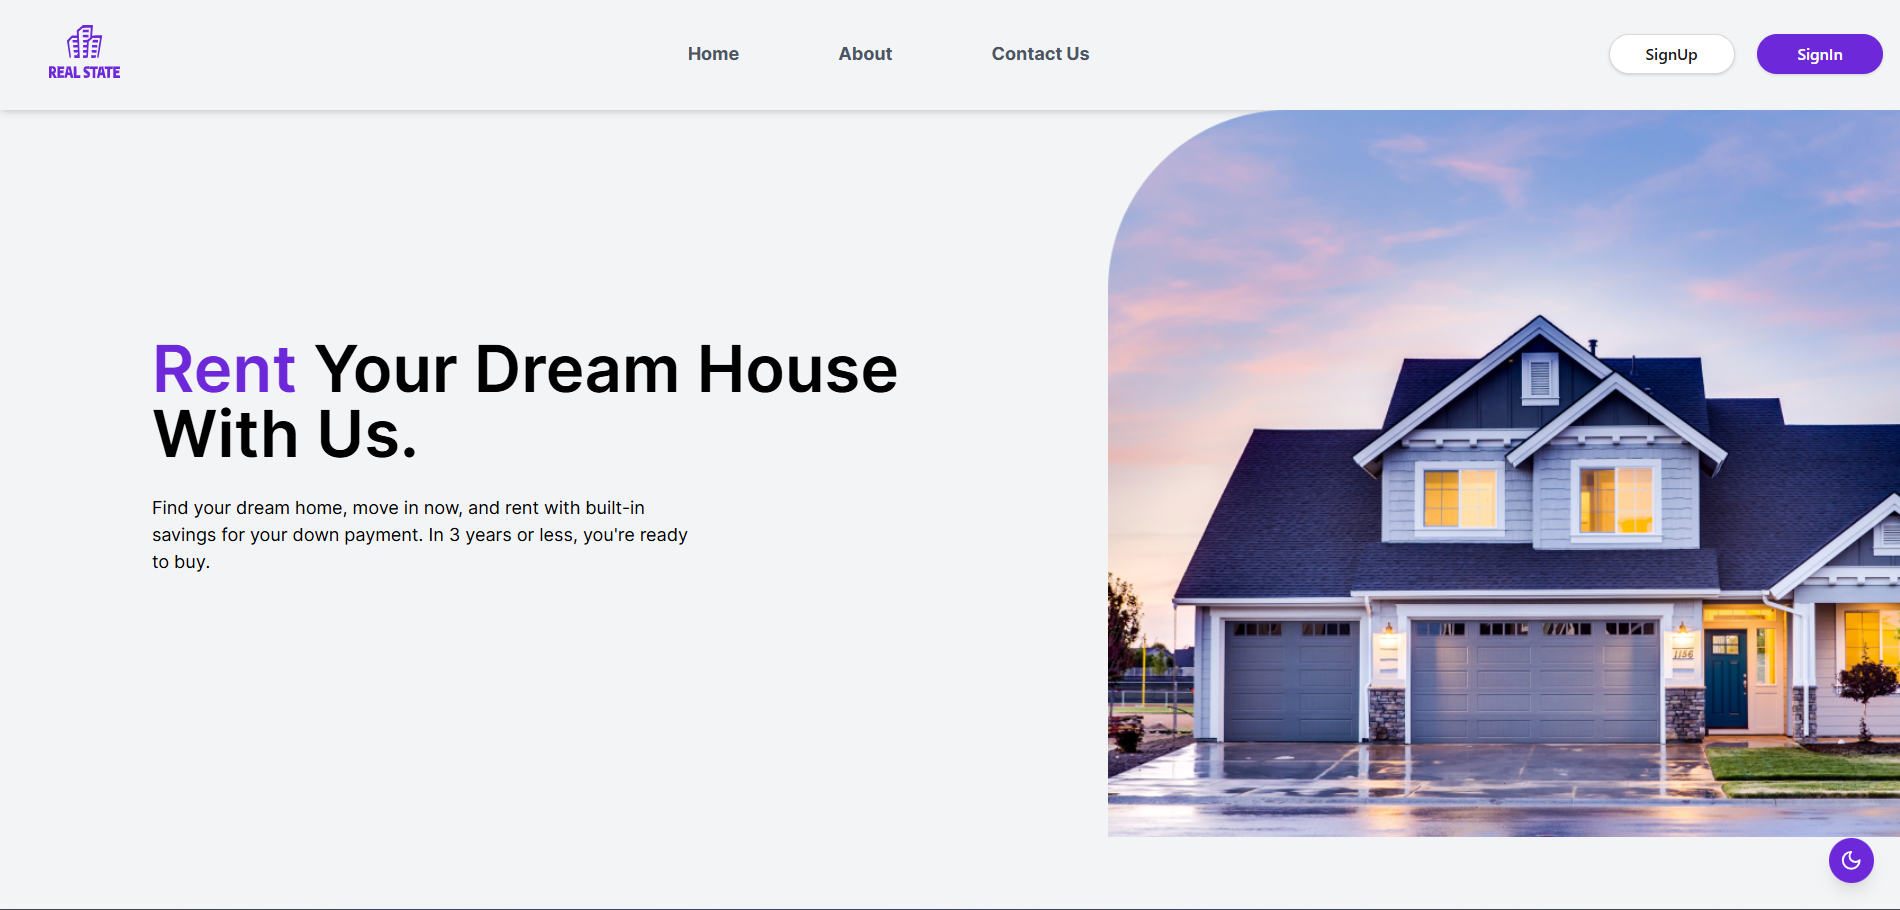 REAL STATE
Home
About
Contact Us
SignUp
SignIn
Rent Your Dream House
With Us.
Find your dream home, move in now, and rent with built-in
savings for your down payment. In 3 years or less, you're ready
to buy.
1156